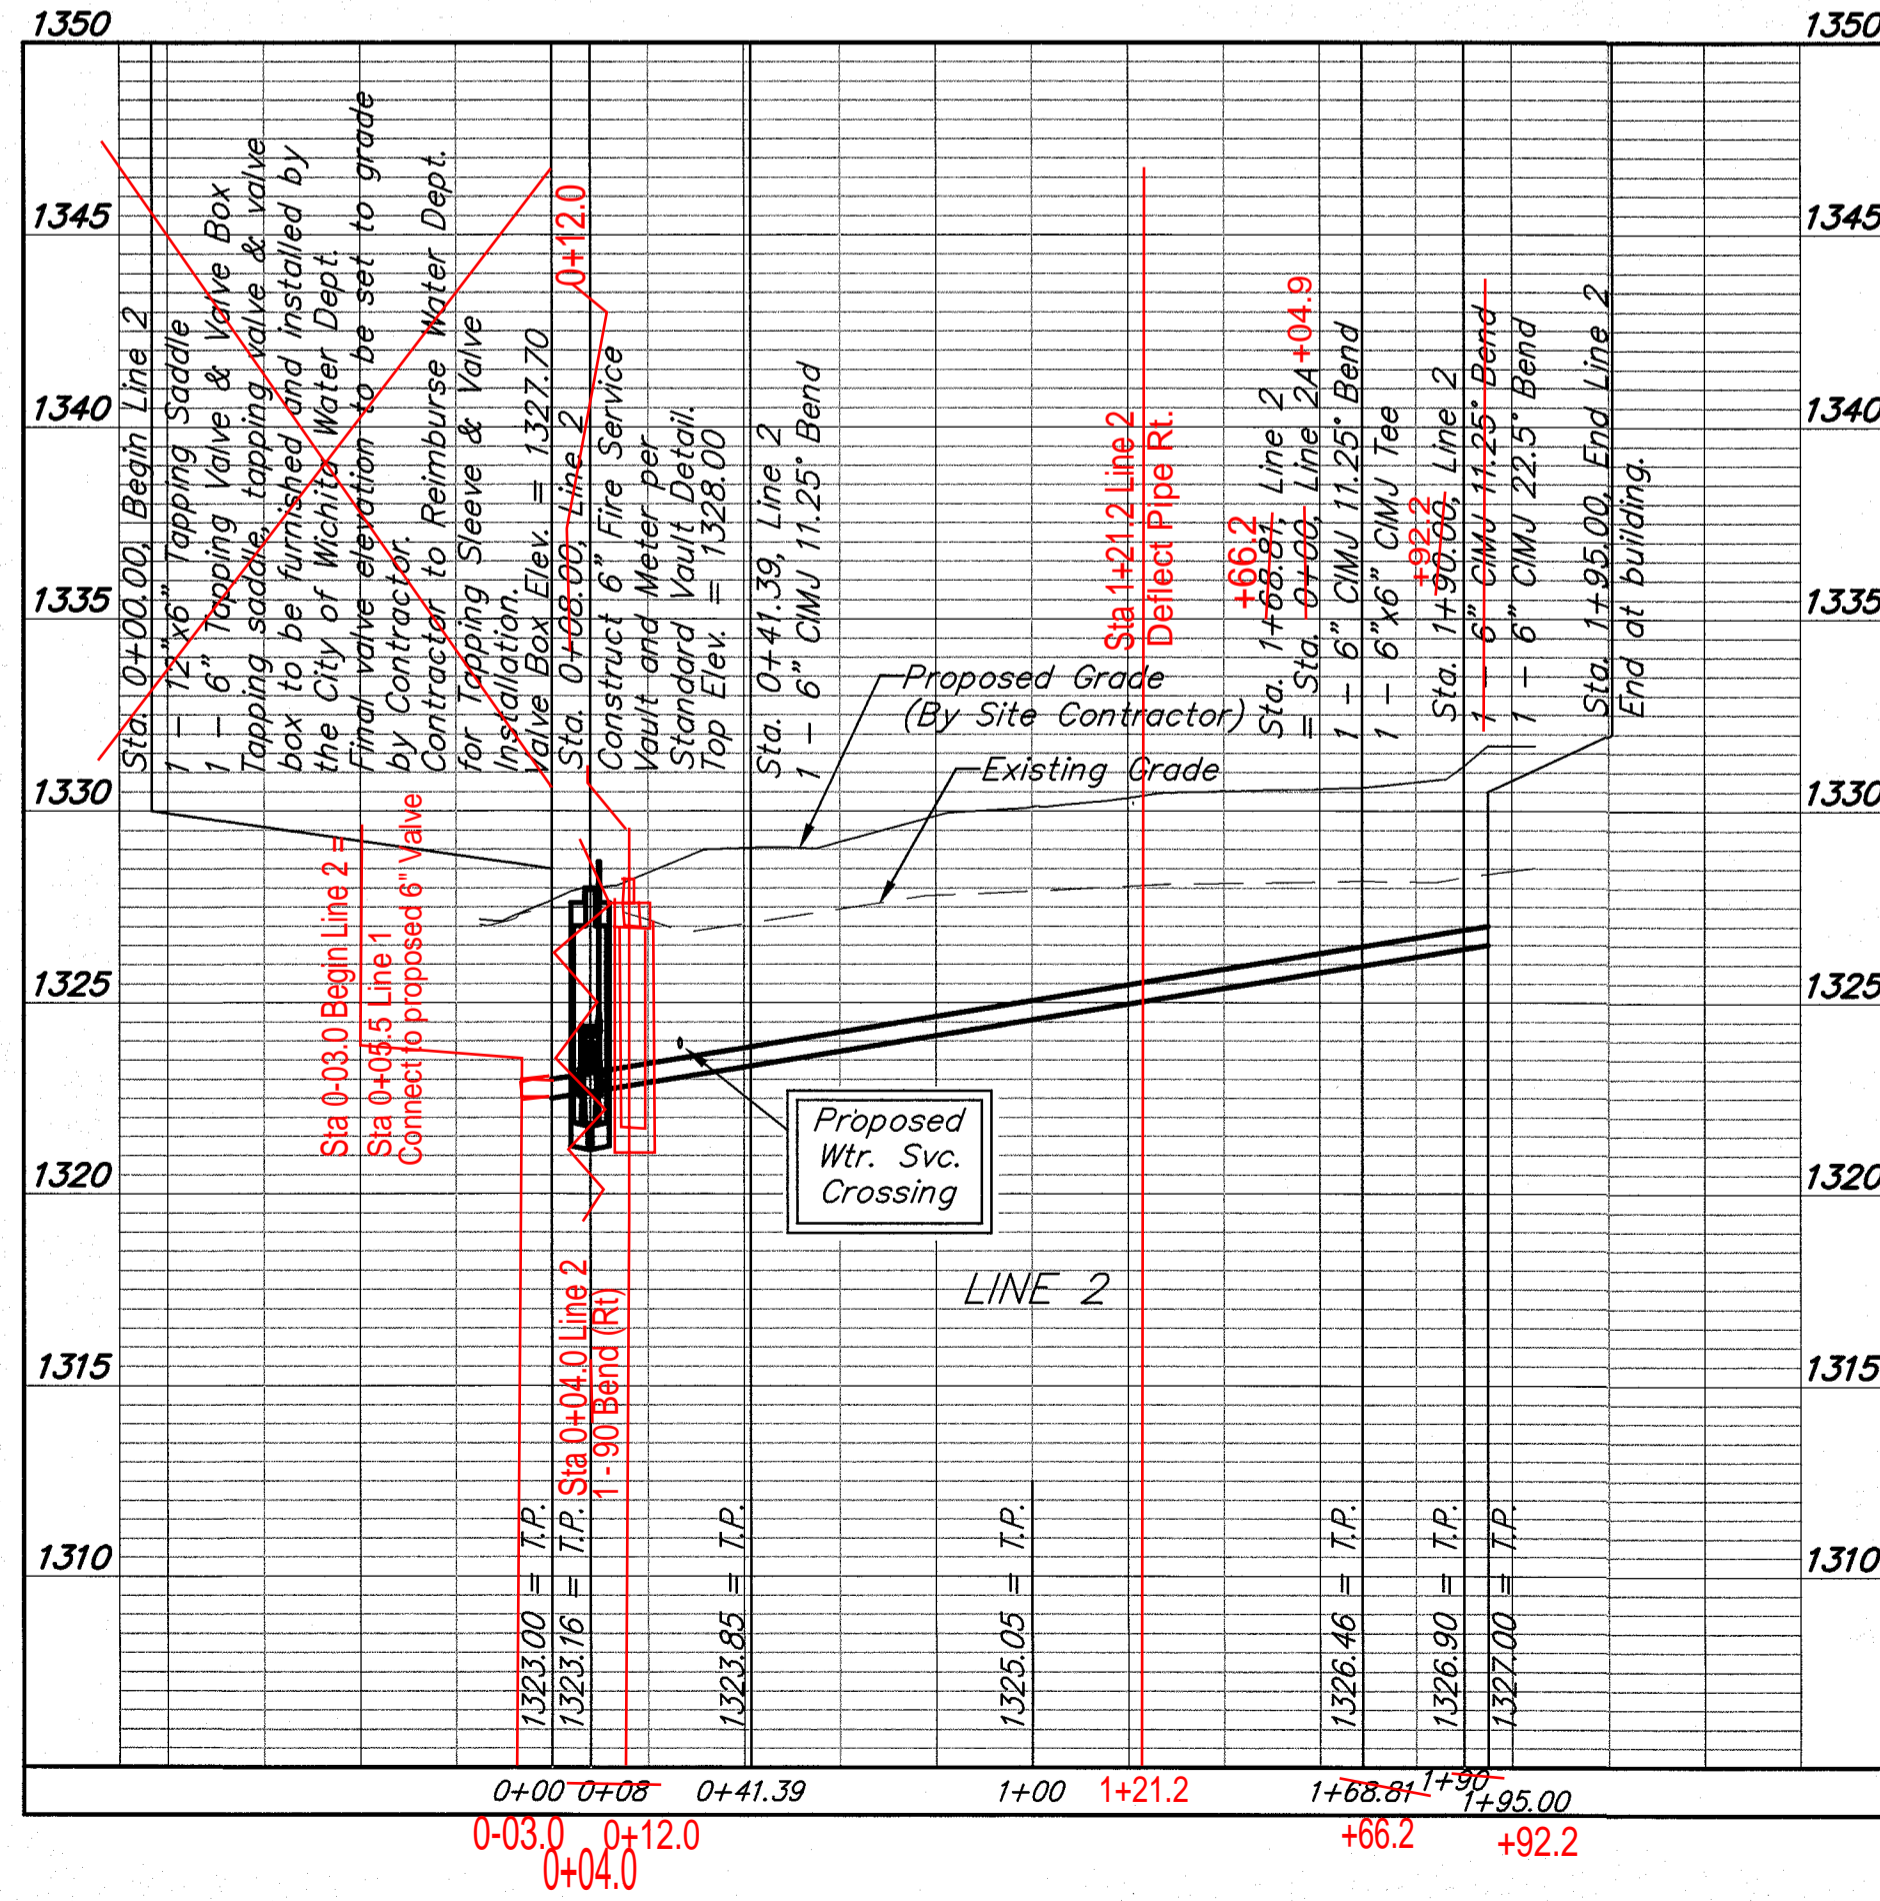 1350
1350
1345
1345
1340
1340
1335
1335
1330
1330
1325
1325
1320
1320
1315
1315
1310
1310
Sta. 0+00.00, Begin Line 2
1 - 12"x6" Tapping Saddle
1 - 6" Tapping Valve & Valve Box
Tapping saddle, tapping valve & valve
box to be furnished and installed by
the City of Wichita Water Dept.
Final valve elevation to be set to grade
by Contractor.
Contractor to Reimburse Water Dept.
for Tapping Sleeve & Valve
Installation.
Valve Box Elev. = 1327.70
0+12.0
Sta. 0+08.00, Line 2
Construct 6" Fire Service
Vault and Meter per
Standard Vault Detail.
Top Elev. = 1328.00
Sta. 0+41.39, Line 2
1 - 6" CIMJ 11.25° Bend
Sta 1+21.2 Line 2
Deflect Pipe Rt.
+66.2
Sta. 1+68.81, Line 2
= Sta. 0+00, Line 2A +04.9
1 - 6" CIMJ 11.25° Bend
1 - 6"x6" CIMJ Tee
+92.2
Sta. 1+90.00, Line 2
1 - 6" CIMJ 11.25° Bend
1 - 6" CIMJ 22.5° Bend
Sta. 1+95.00, End Line 2
End at building.
Proposed Grade
(By Site Contractor)
Existing Grade
Sta 0-03.0 Begin Line 2 =
Sta 0+05.5 Line 1
Connect to proposed 6" Valve
Proposed
Wtr. Svc.
Crossing
LINE 2
Sta 0+04.0 Line 2
1 - 90 Bend (Rt)
1323.00 = T.P.
1323.16 = T.P.
1323.85 = T.P.
1325.05 = T.P.
1326.46 = T.P.
1326.90 = T.P.
1327.00 = T.P.
0+00
0+08
0+41.39
1+00
1+21.2
1+68.81
1+90
1+95.00
0-03.0
0+12.0
0+04.0
+66.2
+92.2